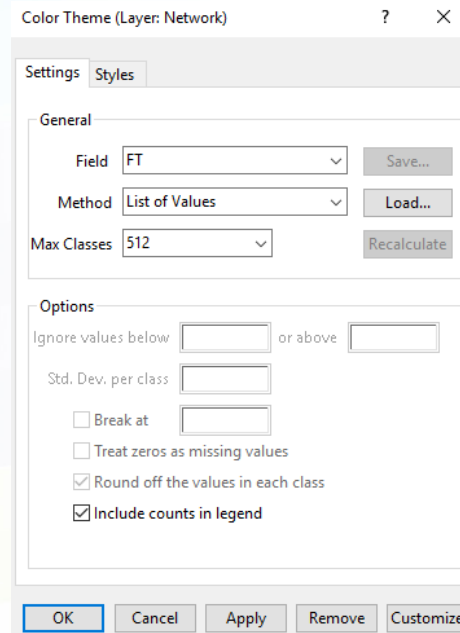 Color Theme (Layer: Network) ?
Settings Styles
General
Field FT Save...
Method List of Values Load...
Max Classes 512 Recalculate
Options
Ignore values below or above
Std. Dev. per class
Break at
Treat zeros as missing values
Round off the values in each class
Include counts in legend
OK Cancel Apply Remove Customize